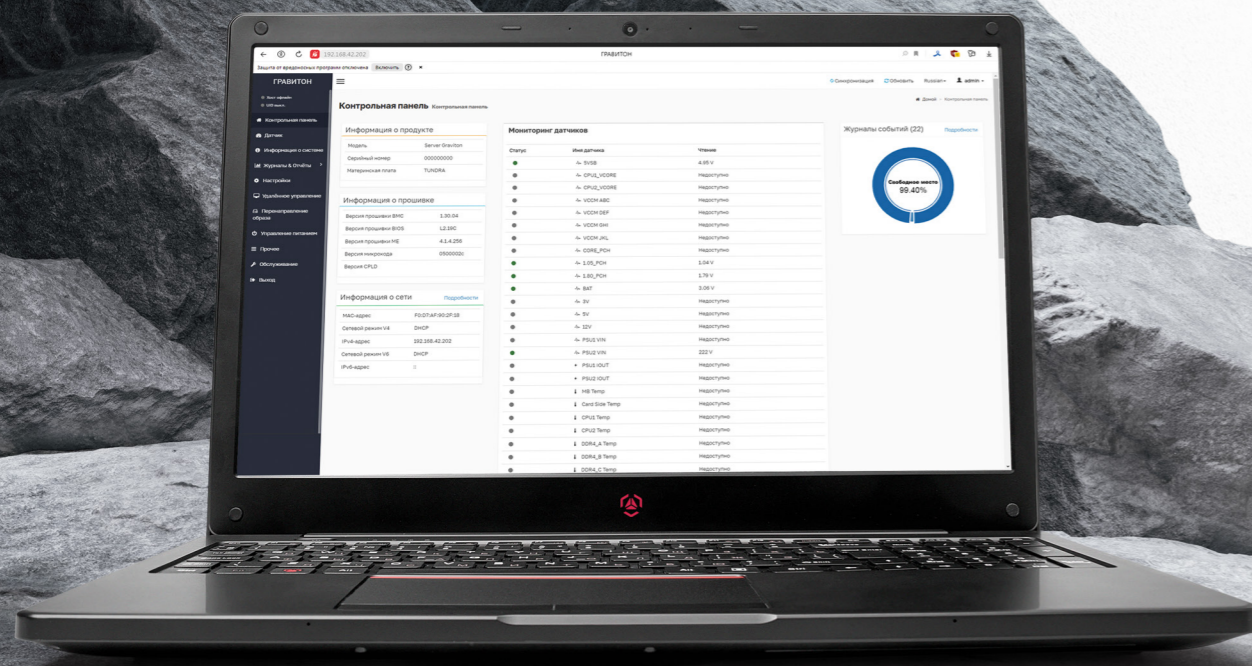 192.168.42.202
ГРАВИТОН
Защита от вредоносных программ отключена Включить
ГРАВИТОН
Синхронизация Обновить Russian admin
Хост офлайн
UID выкл.
Контрольная панель
Датчик
Информация о системе
Журналы & Отчёты
Настройки
Удалённое управление
Перенаправление образа
Управление питанием
Прочее
Обслуживание
Выход
Контрольная панель Контрольная панель
Домой / Контрольная панель
Информация о продукте
Модель Server Graviton
Серийный номер 000000000
Материнская плата TUNDRA
Информация о прошивке
Версия прошивки BMC 1.30.04
Версия прошивки BIOS L2.19C
Версия прошивки ME 4.1.4.256
Версия микрокода
Версия CPLD
Информация о сети Подробности
MAC-адрес
Сетевой режим V4 DHCP
IPv4-адрес 192.168.42.202
Сетевой режим V6 DHCP
IPv6-адрес ::
Мониторинг датчиков
Статус Имя датчика Чтение
5VSB 4.95 V
CPU1_VCORE Недоступно
CPU2_VCORE Недоступно
VCCM ABC Недоступно
VCCM DEF Недоступно
VCCM GHI Недоступно
VCCM JKL Недоступно
CORE_PCH Недоступно
1.05_PCH 1.04 V
1.80_PCH 1.79 V
BAT 3.09 V
3V Недоступно
5V Недоступно
12V Недоступно
PSU1 VIN Недоступно
PSU2 VIN 222 V
PSU1 IOUT Недоступно
PSU2 IOUT Недоступно
MB Temp Недоступно
Card Side Temp Недоступно
CPU1 Temp Недоступно
CPU2 Temp Недоступно
DDR4_A Temp Недоступно
DDR4_B Temp Недоступно
DDR4_C Temp Недоступно
Журналы событий (22) Подробности
Свободное место
99.40%